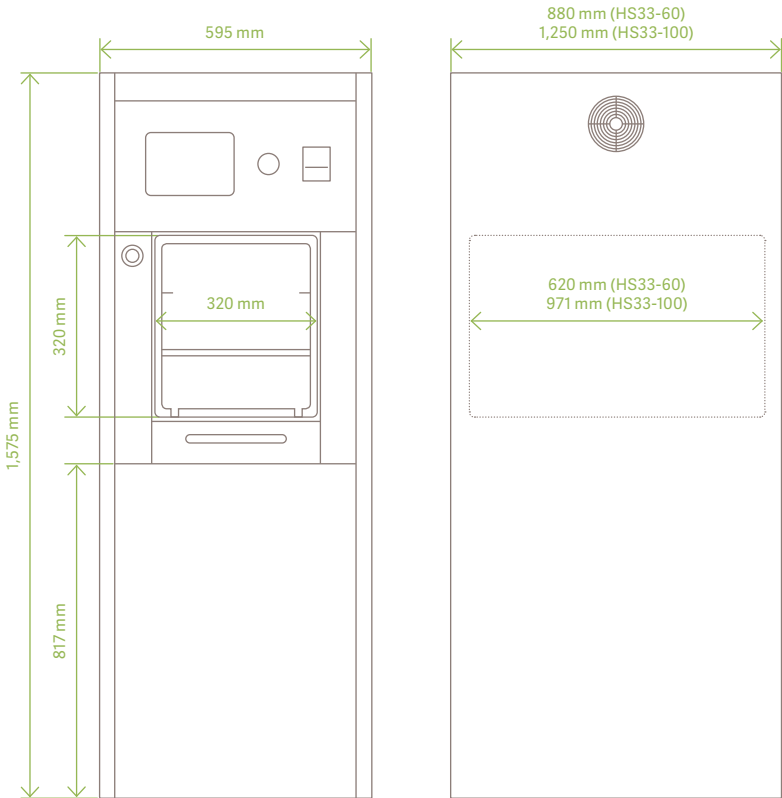 595 mm
880 mm (HS33-60)
1,250 mm (HS33-100)
320 mm
320 mm
620 mm (HS33-60)
971 mm (HS33-100)
1,575 mm
817 mm